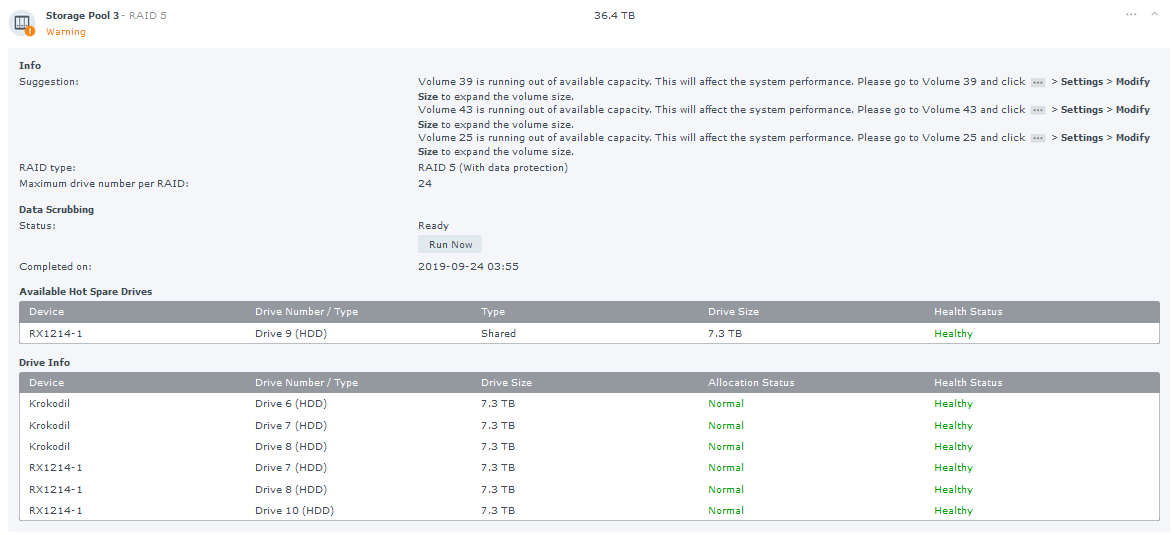 Storage Pool 3 - RAID 5 36.4 TB ··· 
Warning
Info
Suggestion: Volume 39 is running out of available capacity. This will affect the system performance. Please go to Volume 39 and click ··· > Settings > Modify
Size to expand the volume size.
Volume 43 is running out of available capacity. This will affect the system performance. Please go to Volume 43 and click ··· > Settings > Modify
Size to expand the volume size.
Volume 25 is running out of available capacity. This will affect the system performance. Please go to Volume 25 and click ··· > Settings > Modify
Size to expand the volume size.
RAID type: RAID 5 (With data protection)
Maximum drive number per RAID: 24
Data Scrubbing
Status: Ready
Run Now
Completed on: 2019-09-24 03:55
Available Hot Spare Drives
Device Drive Number / Type Type Drive Size Health Status
RX1214-1 Drive 9 (HDD) Shared 7.3 TB Healthy
Drive Info
Device Drive Number / Type Drive Size Allocation Status Health Status
Krokodil Drive 6 (HDD) 7.3 TB Normal Healthy
Krokodil Drive 7 (HDD) 7.3 TB Normal Healthy
Krokodil Drive 8 (HDD) 7.3 TB Normal Healthy
RX1214-1 Drive 7 (HDD) 7.3 TB Normal Healthy
RX1214-1 Drive 8 (HDD) 7.3 TB Normal Healthy
RX1214-1 Drive 10 (HDD) 7.3 TB Normal Healthy